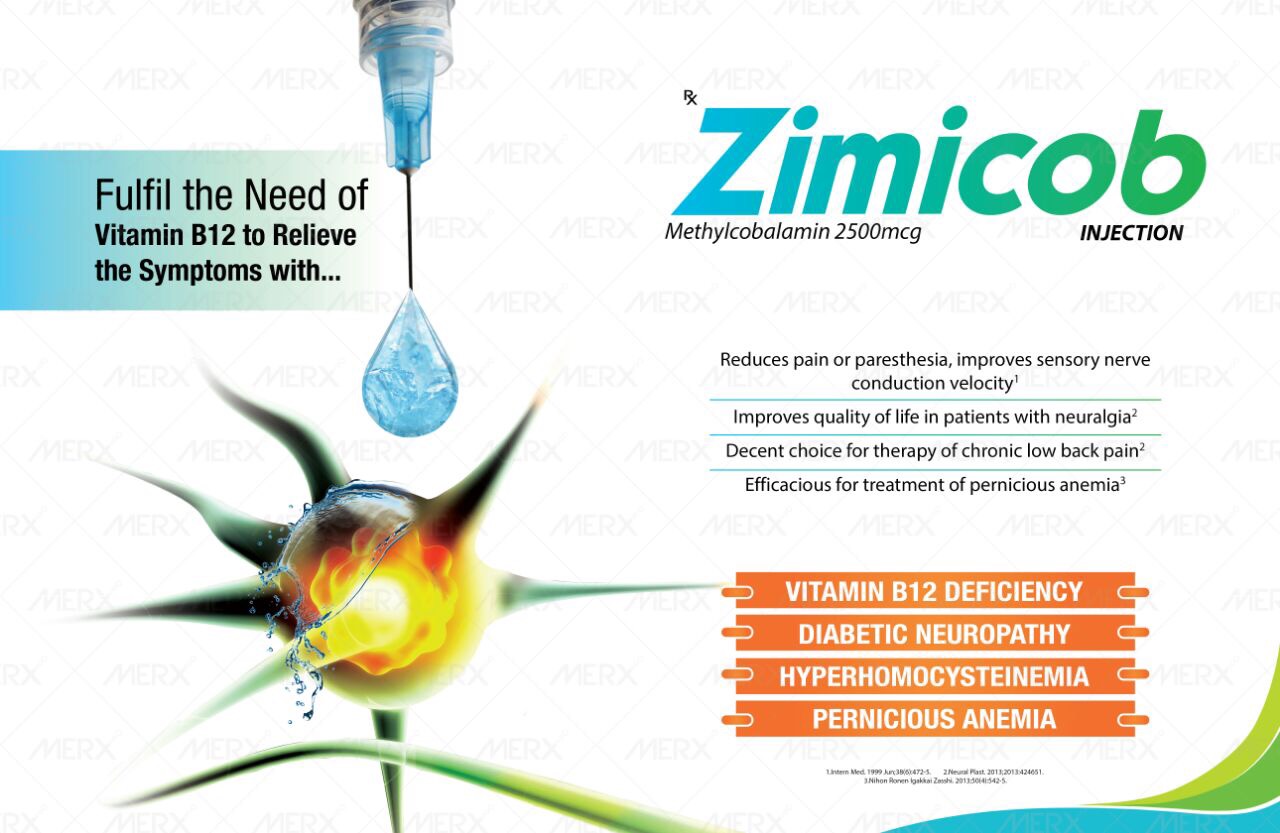 Fulfil the Need of
Vitamin B12 to Relieve
the Symptoms with...
℞
Zimicob
Methylcobalamin 2500mcg
INJECTION
Reduces pain or paresthesia, improves sensory nerve
conduction velocity¹
Improves quality of life in patients with neuralgia²
Decent choice for therapy of chronic low back pain²
Efficacious for treatment of pernicious anemia³
VITAMIN B12 DEFICIENCY
DIABETIC NEUROPATHY
HYPERHOMOCYSTEINEMIA
PERNICIOUS ANEMIA
1.Intern Med. 1999 Jun;38(6):472-5. 2.Neural Plast. 2013;2013:424651.
3.Nihon Ronen Igakkai Zasshi. 2013;50(4):542-5.
MERX